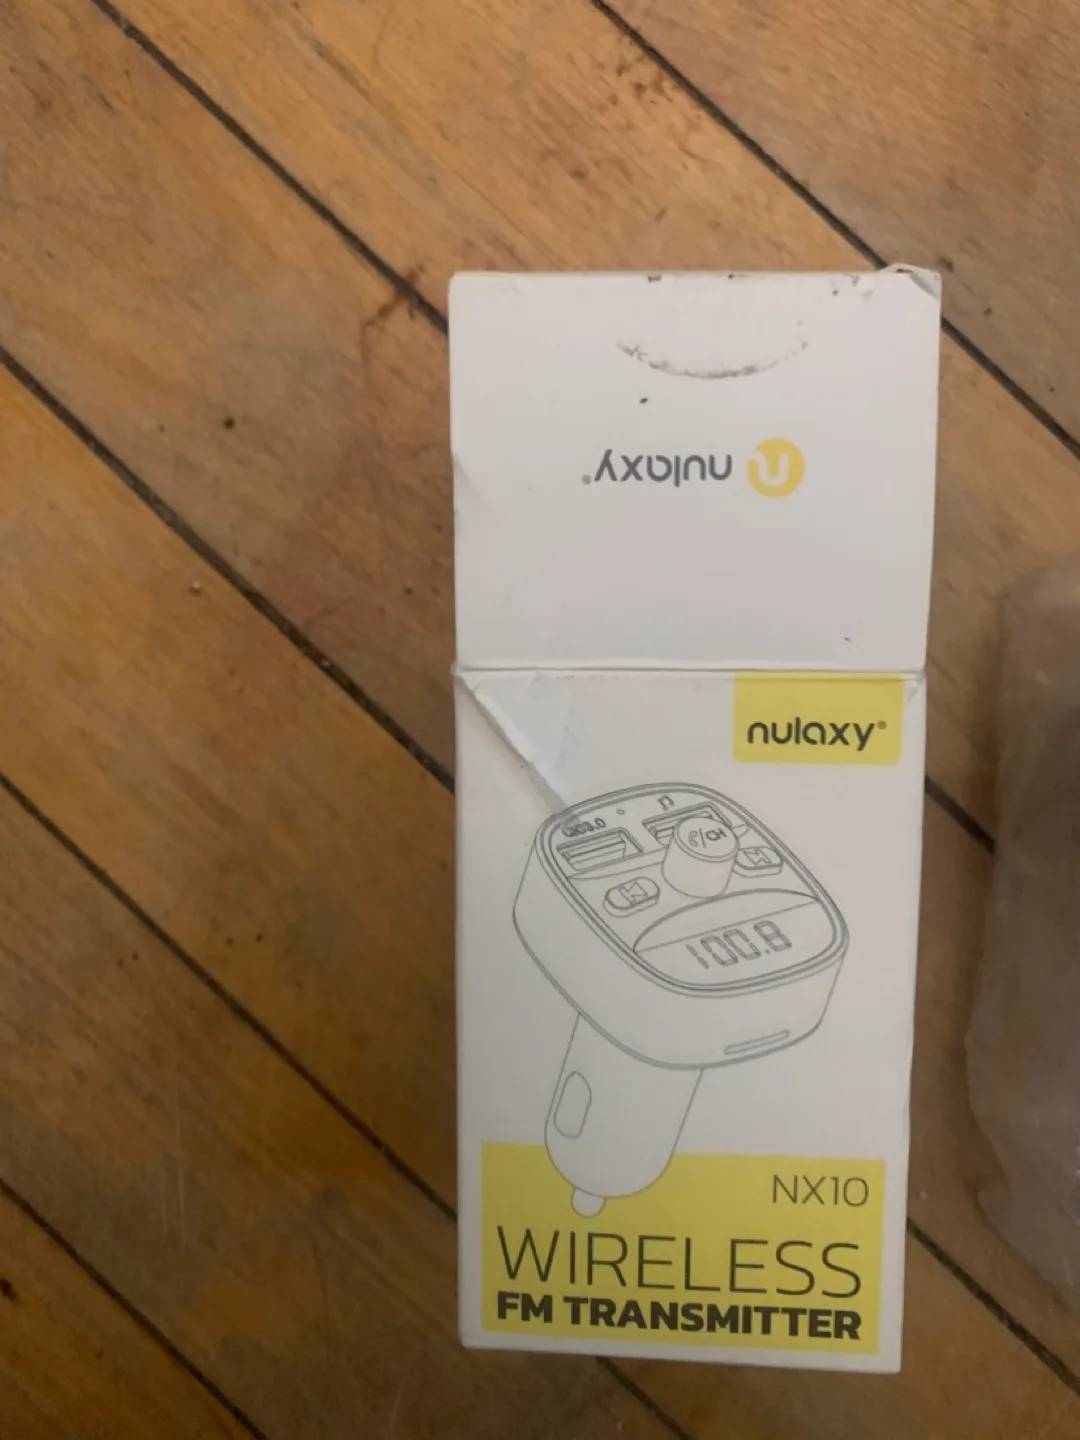 nulaxy®
nulaxy®
QC3.0
/CH
100.8
NX10
WIRELESS
FM TRANSMITTER